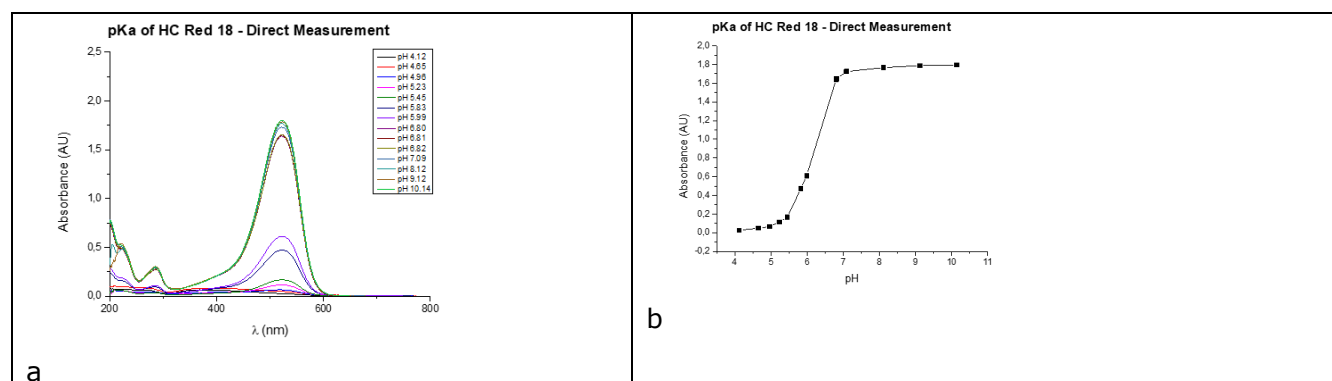 pKa of HC Red 18 - Direct Measurement
2,5
2,0
1,5
1,0
0,5
0,0
Absorbance (AU)
200
400
600
800
λ (nm)
pH 4.12
pH 4.65
pH 4.96
pH 5.23
pH 5.45
pH 5.83
pH 5.99
pH 6.80
pH 6.81
pH 6.82
pH 7.09
pH 8.12
pH 9.12
pH 10.14
a
pKa of HC Red 18 - Direct Measurement
2,0
1,8
1,6
1,4
1,2
1,0
0,8
0,6
0,4
0,2
0,0
-0,2
Absorbance (AU)
4
5
6
7
8
9
10
11
pH
b